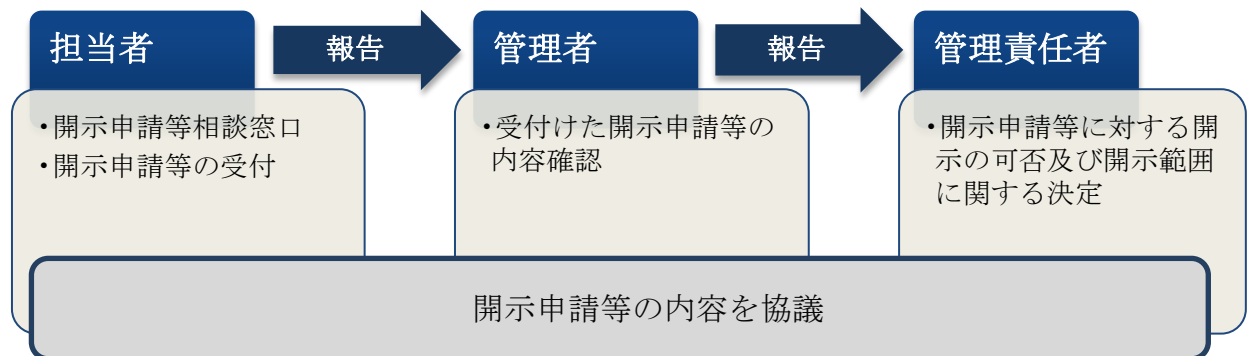 担当者
報告
管理者
報告
管理責任者
・開示申請等相談窓口
・開示申請等の受付
・受付けた開示申請等の
内容確認
・開示申請等に対する開
示の可否及び開示範囲
に関する決定
開示申請等の内容を協議